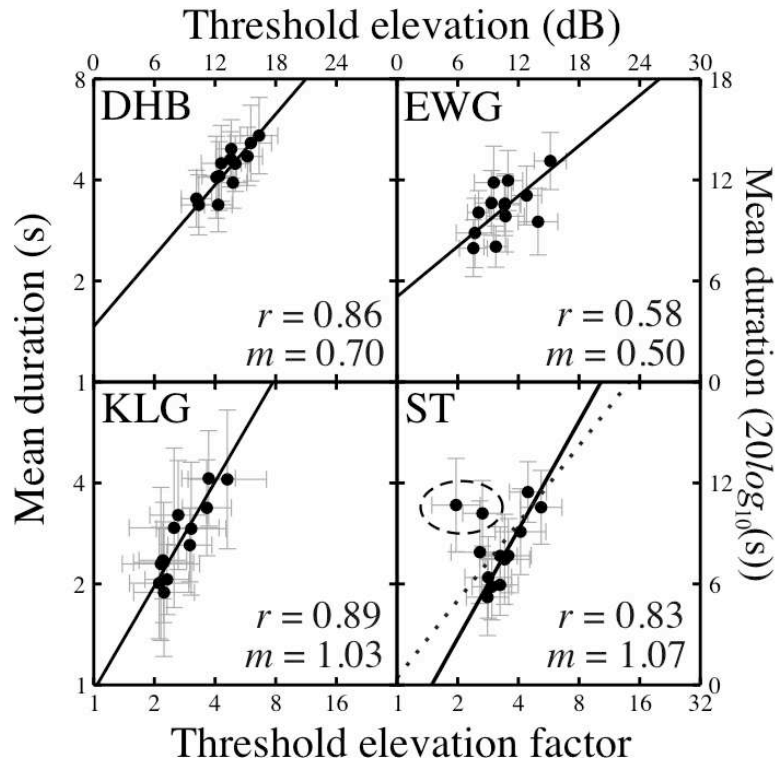 Threshold elevation (dB)
0 6 12 18 24 0 6 12 18 24 30
8 DHB EWG 18
4 12
2 6
r = 0.86 r = 0.58
m = 0.70 m = 0.50
1 0
KLG ST
4 12
2 6
r = 0.89 r = 0.83
m = 1.03 m = 1.07
1 0
1 2 4 8 16 1 2 4 8 16 32
Threshold elevation factor
Mean duration (s)
Mean duration (20log10(s))